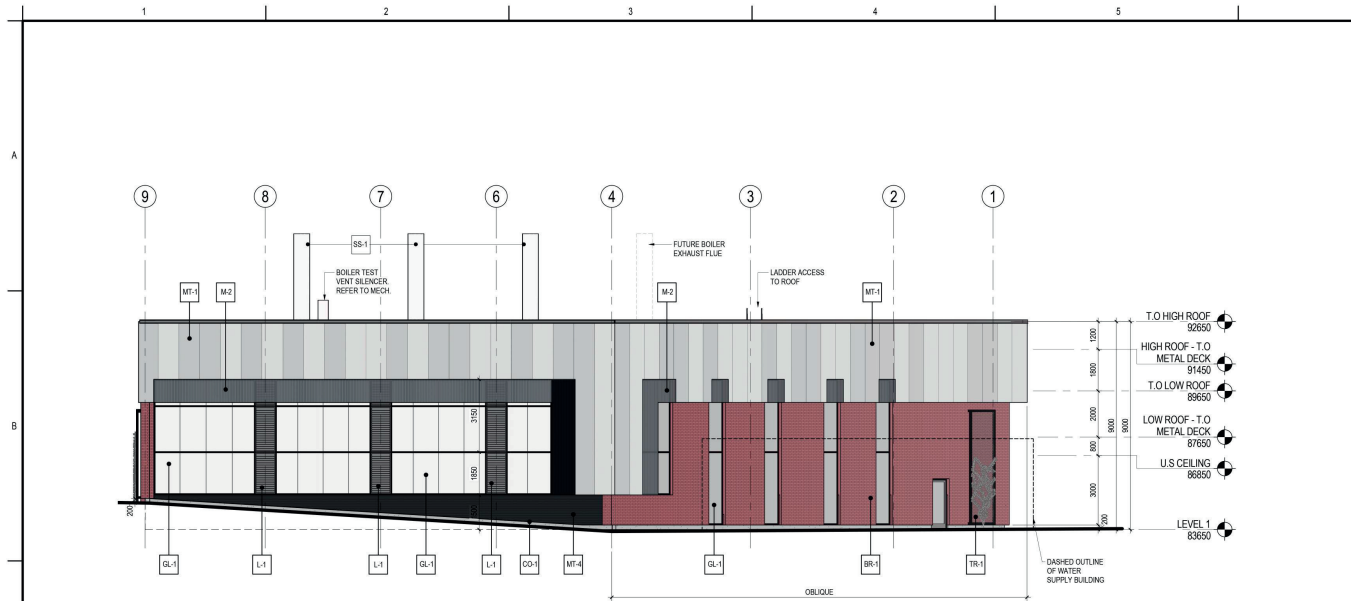 1 2 3 4 5
A
B
9 8 7 6 4 3 2 1
SS-1
FUTURE BOILER
EXHAUST FLUE
BOILER TEST
VENT SILENCER.
REFER TO MECH.
LADDER ACCESS
TO ROOF
MT-1 M-2 M-2 MT-1
T.O HIGH ROOF
92650
HIGH ROOF - T.O
METAL DECK
91450
T.O LOW ROOF
89650
LOW ROOF - T.O
METAL DECK
87650
U.S CEILING
86850
LEVEL 1
83650
1200
1800
2000
800
3000
200
9000
9000
3150
1850
200
GL-1 L-1 L-1 GL-1 L-1 CO-1 MT-4 GL-1 BR-1 TR-1
DASHED OUTLINE
OF WATER
SUPPLY BUILDING
OBLIQUE